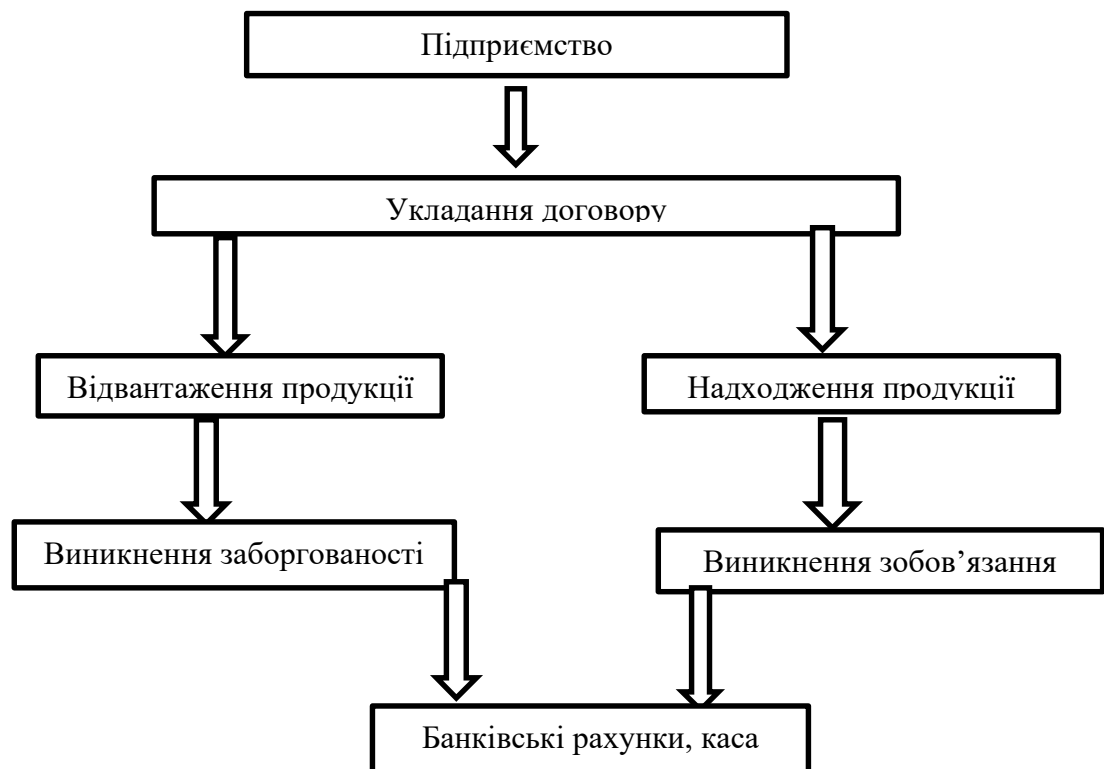 Підприємство
Укладання договору
Відвантаження продукції
Надходження продукції
Виникнення заборгованості
Виникнення зобов’язання
Банківські рахунки, каса